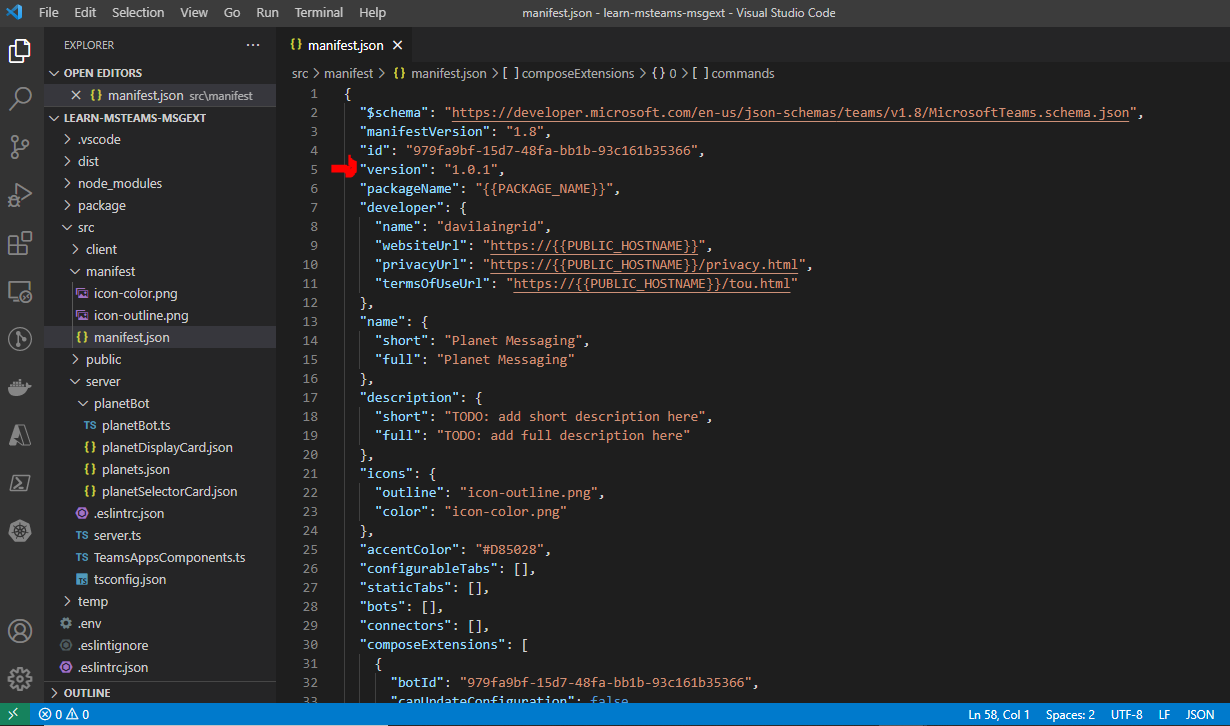 File Edit Selection View Go Run Terminal Help manifest.json - learn-msteams-msgext - Visual Studio Code
EXPLORER ...
OPEN EDITORS
{} manifest.json src\manifest
LEARN-MSTEAMS-MSGEXT
.vscode
dist
node_modules
package
src
client
manifest
icon-color.png
icon-outline.png
{} manifest.json
public
server
planetBot
TS planetBot.ts
{} planetDisplayCard.json
{} planets.json
{} planetSelectorCard.json
.eslintrc.json
TS server.ts
TS TeamsAppsComponents.ts
TS tsconfig.json
temp
.env
.eslintignore
.eslintrc.json
OUTLINE
{} manifest.json
src > manifest > {} manifest.json > [ ] composeExtensions > {} 0 > [ ] commands
1 {
2 "$schema": "https://developer.microsoft.com/en-us/json-schemas/teams/v1.8/MicrosoftTeams.schema.json",
3 "manifestVersion": "1.8",
4 "id": "979fa9bf-15d7-48fa-bb1b-93c161b35366",
5 "version": "1.0.1",
6 "packageName": "{{PACKAGE_NAME}}",
7 "developer": {
8 "name": "davilaingrid",
9 "websiteUrl": "https://{{PUBLIC_HOSTNAME}}",
10 "privacyUrl": "https://{{PUBLIC_HOSTNAME}}/privacy.html",
11 "termsOfUseUrl": "https://{{PUBLIC_HOSTNAME}}/tou.html"
12 },
13 "name": {
14 "short": "Planet Messaging",
15 "full": "Planet Messaging"
16 },
17 "description": {
18 "short": "TODO: add short description here",
19 "full": "TODO: add full description here"
20 },
21 "icons": {
22 "outline": "icon-outline.png",
23 "color": "icon-color.png"
24 },
25 "accentColor": "#D85028",
26 "configurableTabs": [],
27 "staticTabs": [],
28 "bots": [],
29 "connectors": [],
30 "composeExtensions": [
31 {
32 "botId": "979fa9bf-15d7-48fa-bb1b-93c161b35366",
33 "canUpdateConfiguration": false,
0 0 Ln 58, Col 1 Spaces: 2 UTF-8 LF JSON